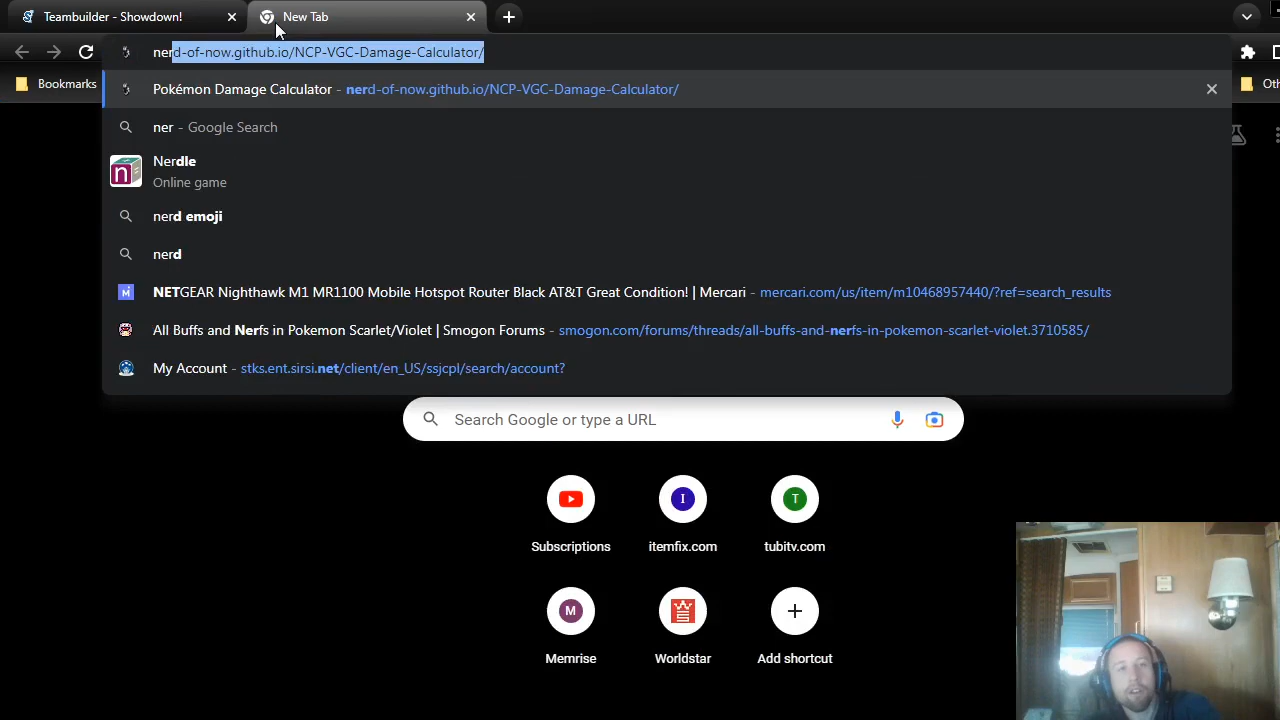 Teambuilder - Showdown!
New Tab
nerd-of-now.github.io/NCP-VGC-Damage-Calculator/
Bookmarks
Pokémon Damage Calculator - nerd-of-now.github.io/NCP-VGC-Damage-Calculator/
ner - Google Search
Nerdle
Online game
nerd emoji
nerd
M NETGEAR Nighthawk M1 MR1100 Mobile Hotspot Router Black AT&T Great Condition! | Mercari - mercari.com/us/item/m10468957440/?ref=search_results
All Buffs and Nerfs in Pokemon Scarlet/Violet | Smogon Forums - smogon.com/forums/threads/all-buffs-and-nerfs-in-pokemon-scarlet-violet.3710585/
My Account - stks.ent.sirsi.net/client/en_US/ssjcpl/search/account?
Search Google or type a URL
I
T
Subscriptions
itemfix.com
tubitv.com
M
Memrise
Worldstar
Add shortcut